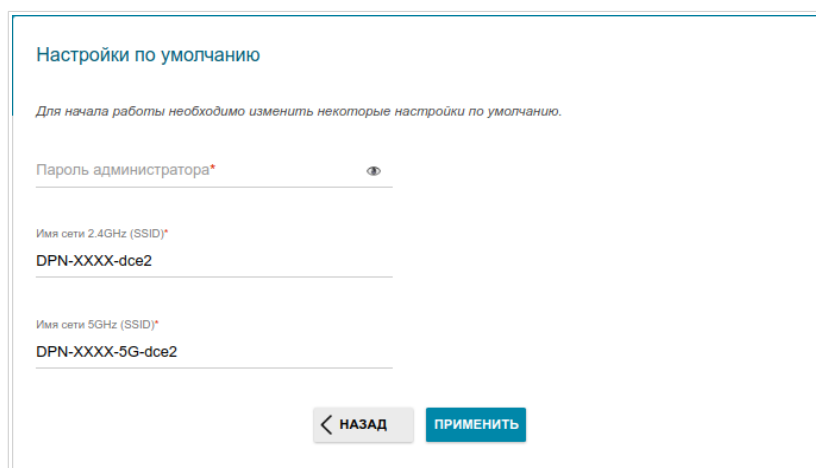 Настройки по умолчанию
Для начала работы необходимо изменить некоторые настройки по умолчанию.
Пароль администратора*
Имя сети 2.4GHz (SSID)*
DPN-XXXX-dce2
Имя сети 5GHz (SSID)*
DPN-XXXX-5G-dce2
НАЗАД ПРИМЕНИТЬ